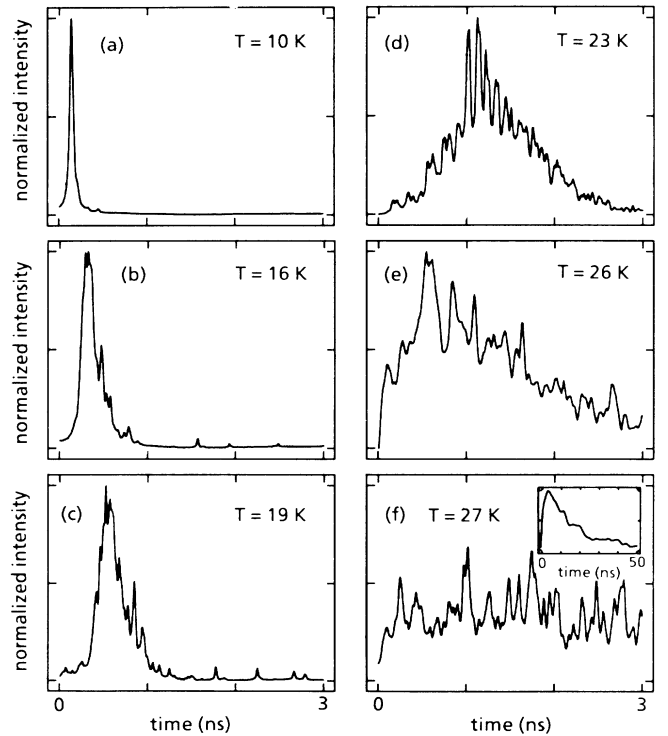 normalized intensity
(a)
T = 10 K
(d)
T = 23 K
normalized intensity
(b)
T = 16 K
(e)
T = 26 K
normalized intensity
(c)
T = 19 K
(f)
T = 27 K
0
50
time (ns)
0
3
time (ns)
0
3
time (ns)